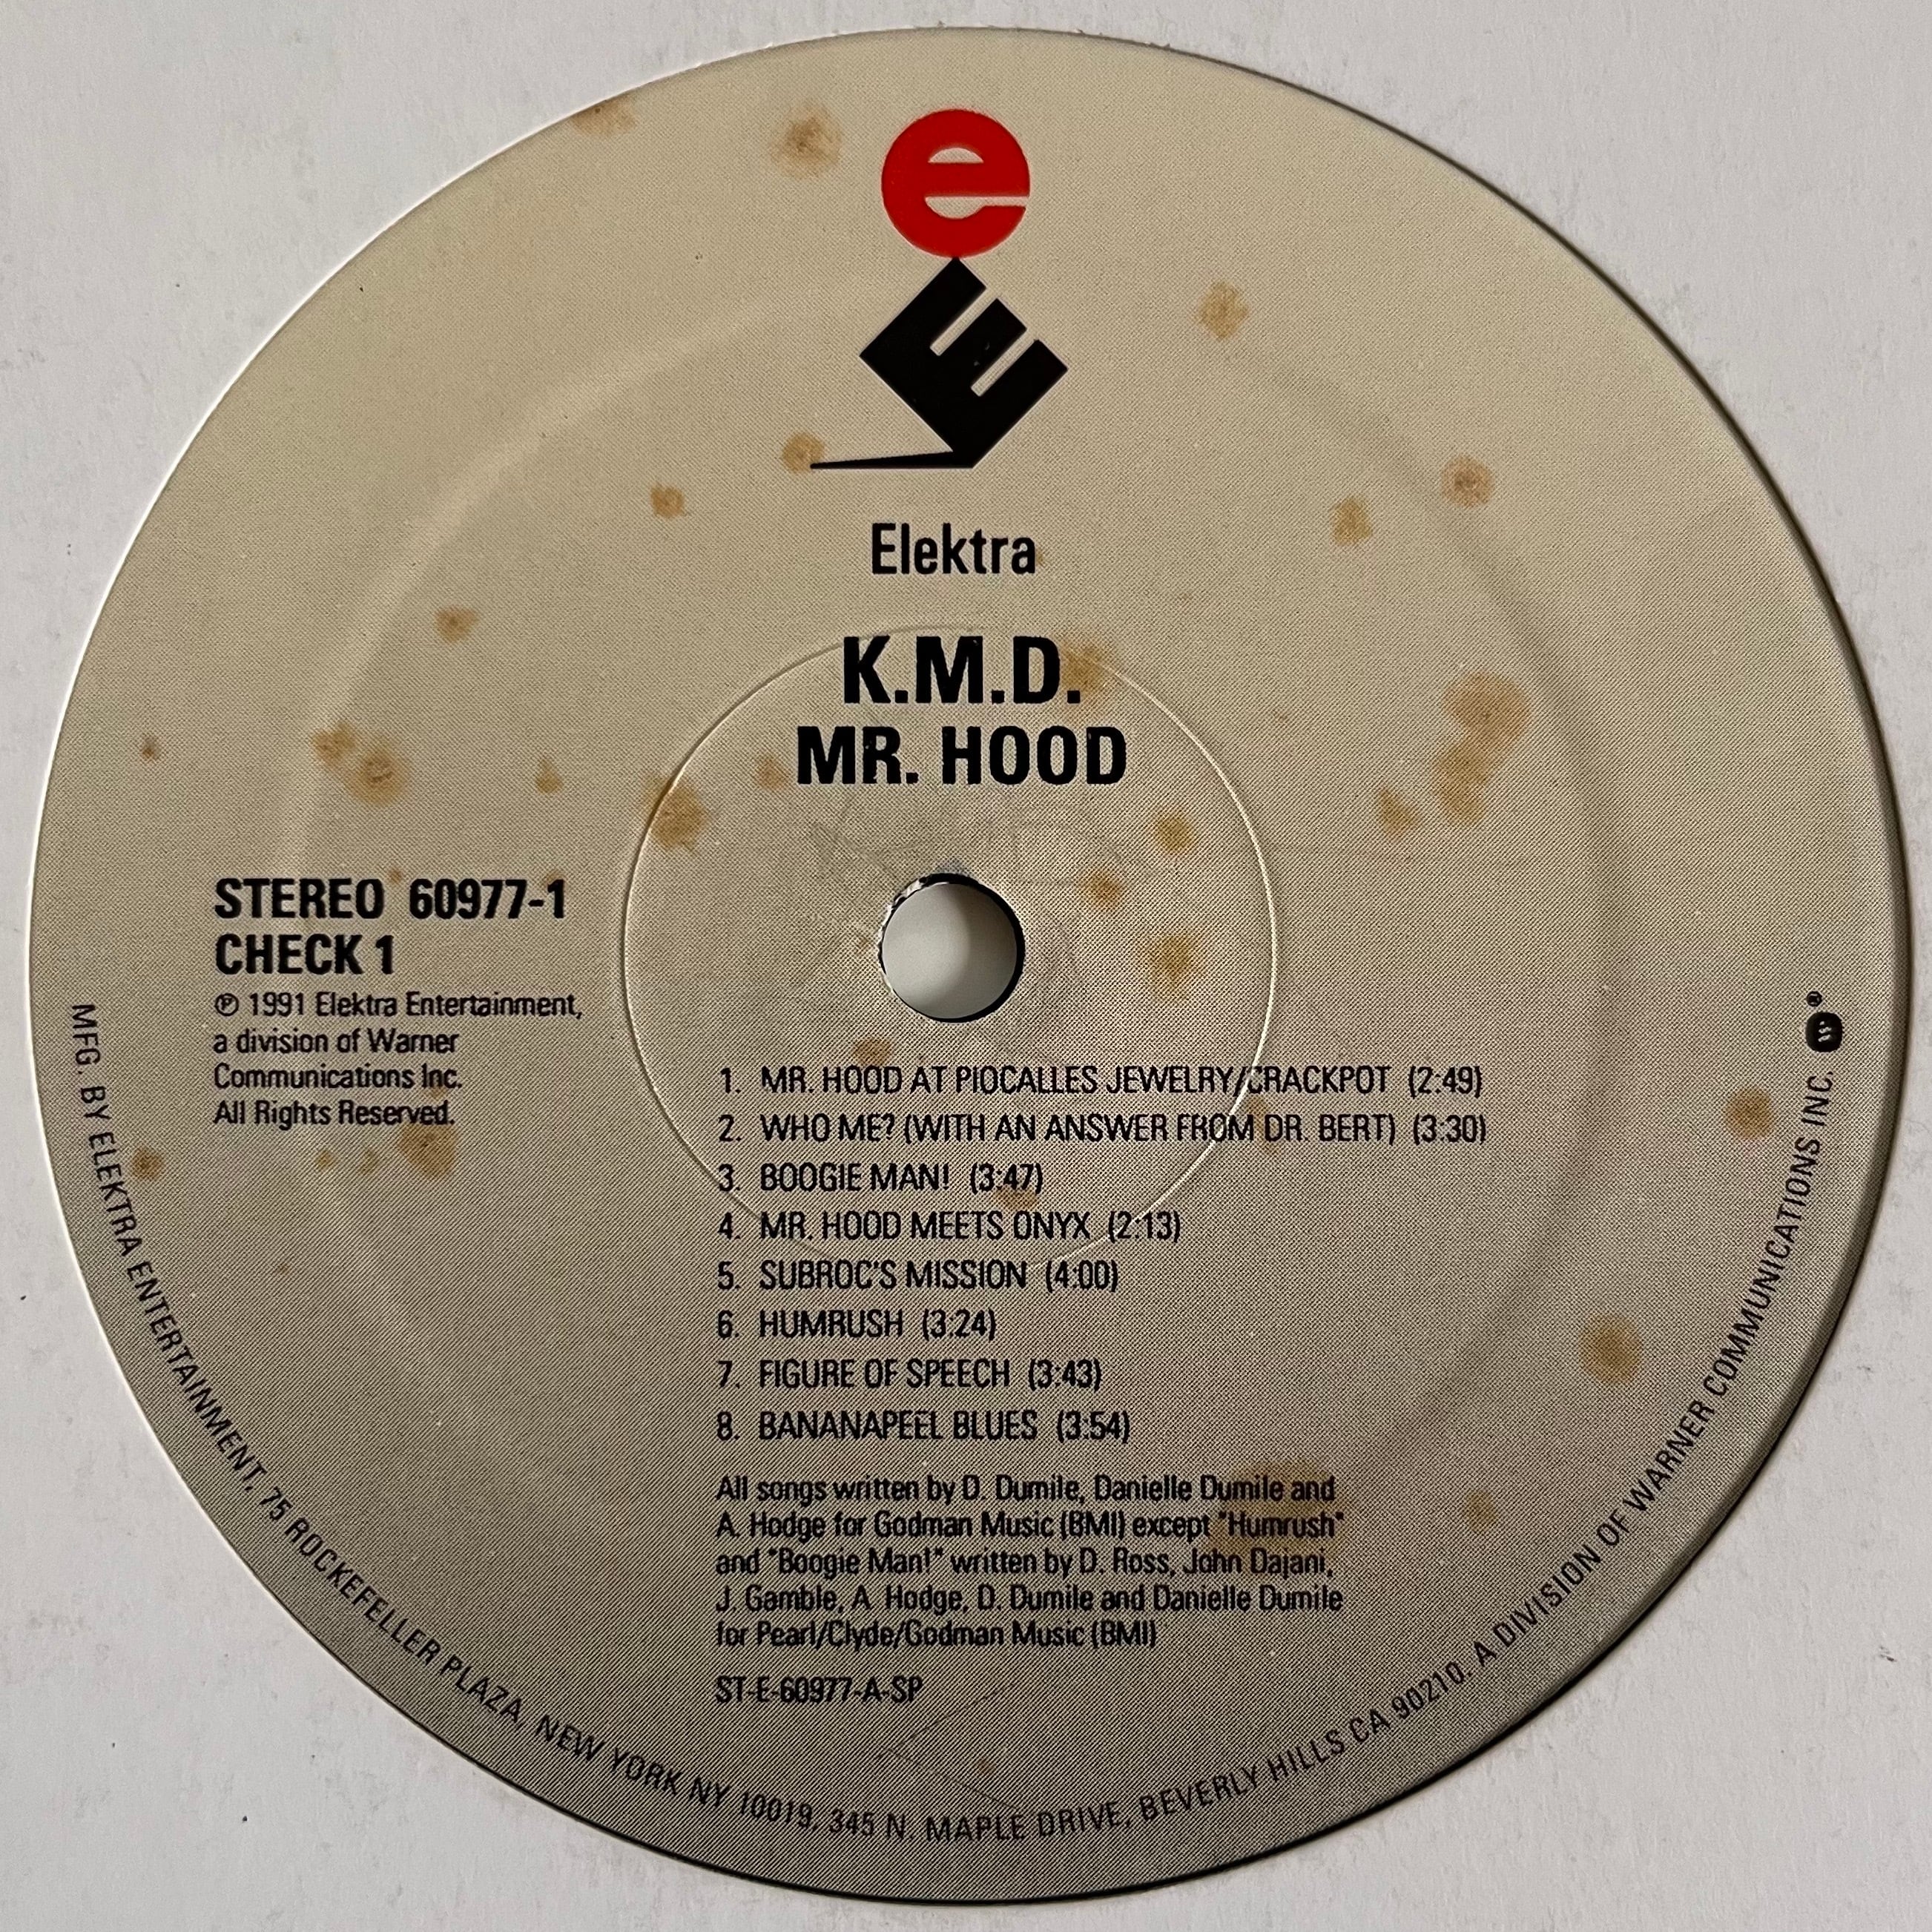 e
E
Elektra
K.M.D.
MR. HOOD
STEREO 60977-1
CHECK 1
℗ 1991 Elektra Entertainment,
a division of Warner
Communications Inc.
All Rights Reserved.
1. MR. HOOD AT PIOCALLES JEWELRY/CRACKPOT (2:49)
2. WHO ME? (WITH AN ANSWER FROM DR. BERT) (3:30)
3. BOOGIE MAN! (3:47)
4. MR. HOOD MEETS ONYX (2:13)
5. SUBROC'S MISSION (4:00)
6. HUMRUSH (3:24)
7. FIGURE OF SPEECH (3:43)
8. BANANAPEEL BLUES (3:54)
All songs written by D. Dumile, Danielle Dumile and
A. Hodge for Godman Music (BMI) except "Humrush"
and "Boogie Man!" written by D. Ross, John Dajani,
J. Gamble, A. Hodge, D. Dumile and Danielle Dumile
for Pearl/Clyde/Godman Music (BMI)
ST-E-60977-A-SP
MFG. BY ELEKTRA ENTERTAINMENT, 75 ROCKEFELLER PLAZA, NEW YORK NY 10019, 345 N. MAPLE DRIVE, BEVERLY HILLS CA 90210. A DIVISION OF WARNER COMMUNICATIONS INC. ®